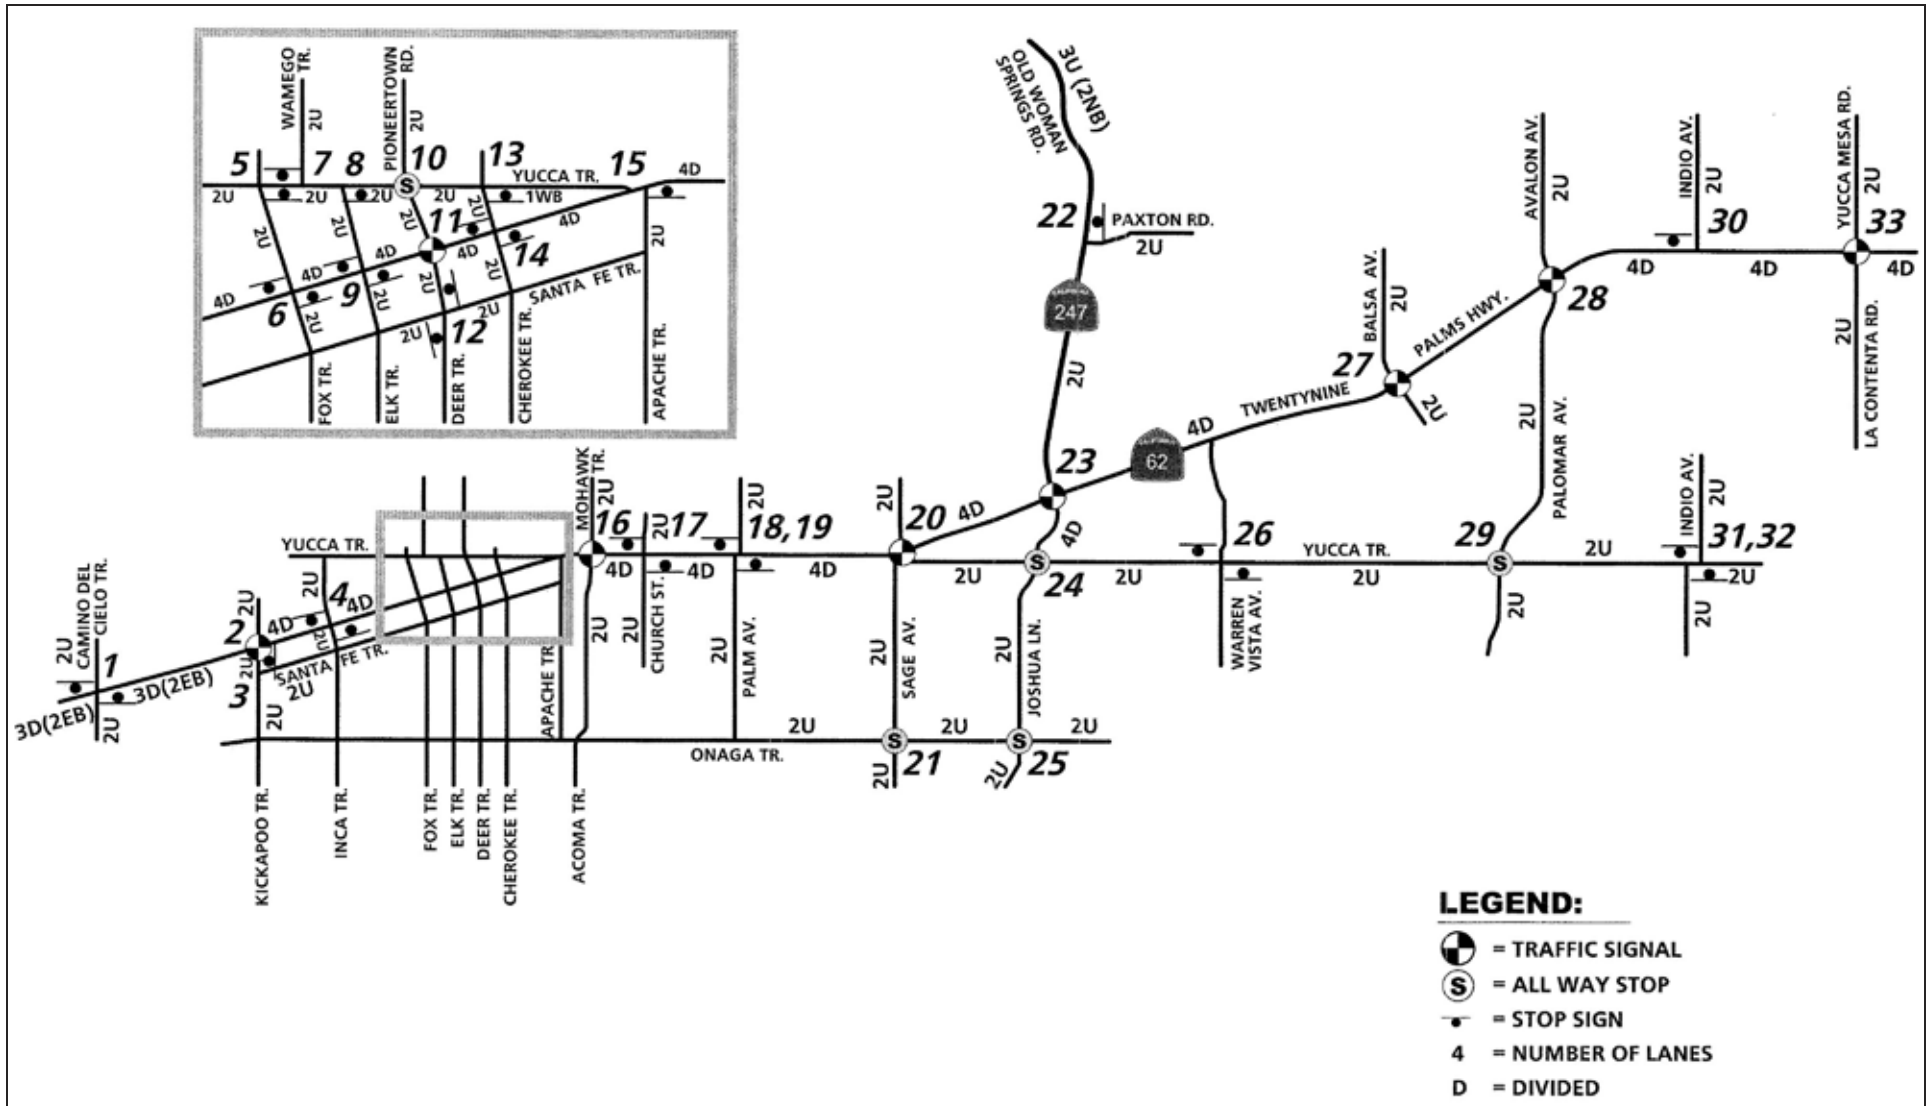 WAMEGO
TR.
2U
PIONEERTOWN
RD.
2U
5
7
8
10
13
YUCCA TR.
15
4D
2U
2U
2U
2U
1WB
2U
2U
2U
2U
11
4D
4D
14
2U
4D
4D
4D
6
9
2U
2U
2U
2U
SANTA FE TR.
2U
2U
12
FOX TR.
ELK TR.
DEER TR.
CHEROKEE TR.
APACHE TR.
3U (2NB)
OLD WOMAN
SPRINGS RD.
22
PAXTON RD.
2U
CALIFORNIA
247
2U
23
CALIFORNIA
62
4D
TWENTYNINE
PALMS HWY.
BALSA AV.
2U
27
2U
AVALON AV.
2U
28
2U
PALOMAR AV.
INDIO AV.
2U
30
4D
4D
YUCCA MESA RD.
2U
33
4D
2U
LA CONTENTA RD.
CAMINO DEL
CIELO TR.
2U
1
3D(2EB)
3D(2EB)
2U
2U
2
4D
2U
3
2U
SANTA FE TR.
2U
YUCCA TR.
2U
4
4D
2U
MOHAWK
TR.
2U
16
2U
17
2U
18,19
4D
4D
4D
2U
2U
CHURCH ST.
2U
PALM AV.
APACHE TR.
2U
20
4D
4D
2U
24
2U
26
YUCCA TR.
29
2U
INDIO AV.
2U
31,32
2U
2U
2U
2U
2U
SAGE AV.
2U
JOSHUA LN.
WARREN
VISTA AV.
2U
2U
2U
ONAGA TR.
2U
21
2U
25
KICKAPOO TR.
INCA TR.
FOX TR.
ELK TR.
DEER TR.
CHEROKEE TR.
ACOMA TR.
LEGEND:
= TRAFFIC SIGNAL
S = ALL WAY STOP
= STOP SIGN
4 = NUMBER OF LANES
D = DIVIDED